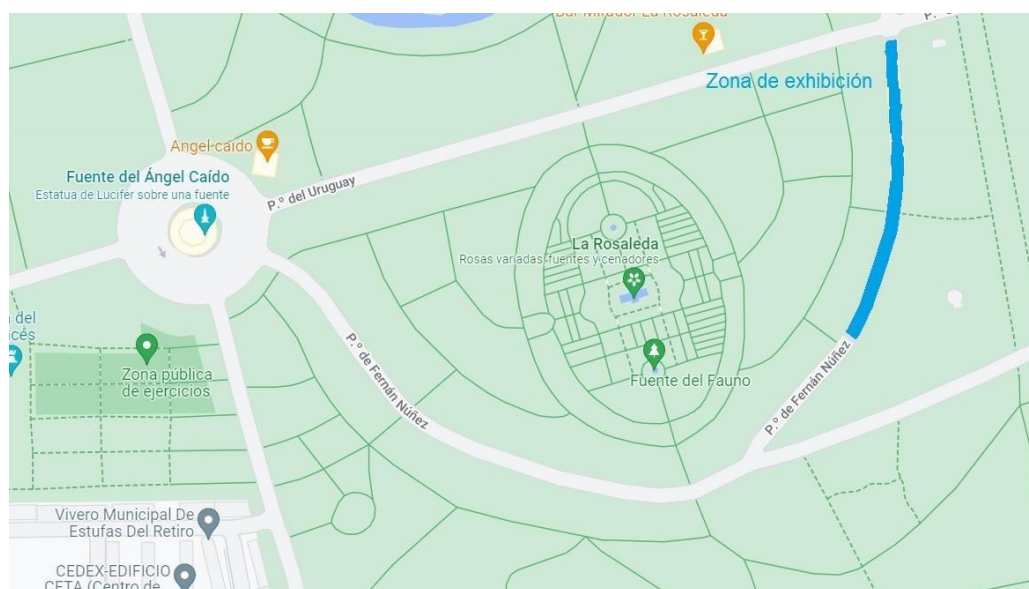 Bar Mirador La Rosaleda
P.º d
Zona de exhibición
Angel caído
Fuente del Ángel Caído
Estatua de Lucifer sobre una fuente
P.º del Uruguay
La Rosaleda
Rosas variadas, fuentes y cenadores
a del
cés
Zona pública
de ejercicios
P.º de Fernán Núñez
Fuente del Fauno
P.º de Fernán Núñez
Vivero Municipal De
Estufas Del Retiro
CEDEX-EDIFICIO
CETA (Centro de